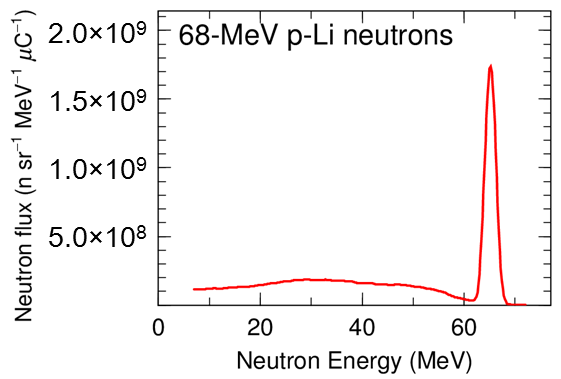 68-MeV p-Li neutrons
Neutron flux (n sr⁻¹ MeV⁻¹ μC⁻¹)
2.0×10⁹
1.5×10⁹
1.0×10⁹
5.0×10⁸
0 20 40 60
Neutron Energy (MeV)